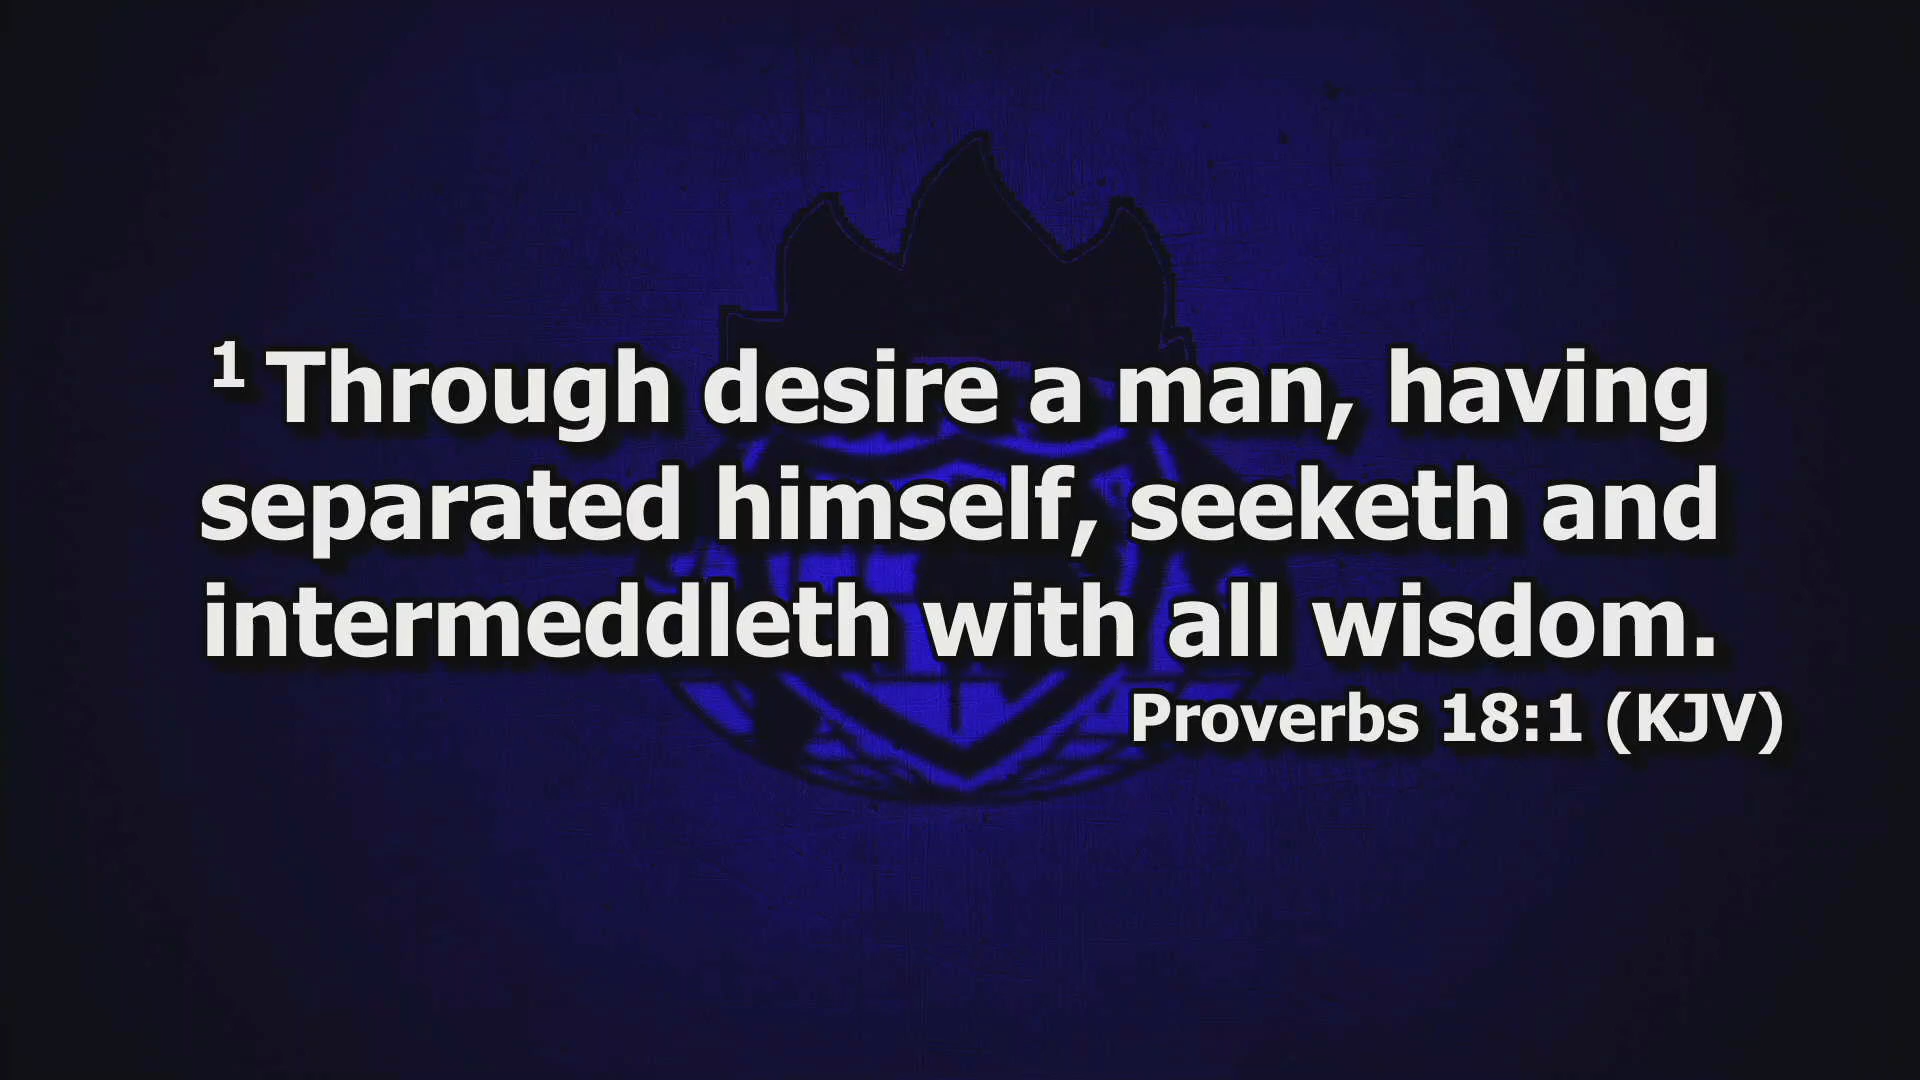 1 Through desire a man, having
separated himself, seeketh and
intermeddleth with all wisdom.
Proverbs 18:1 (KJV)